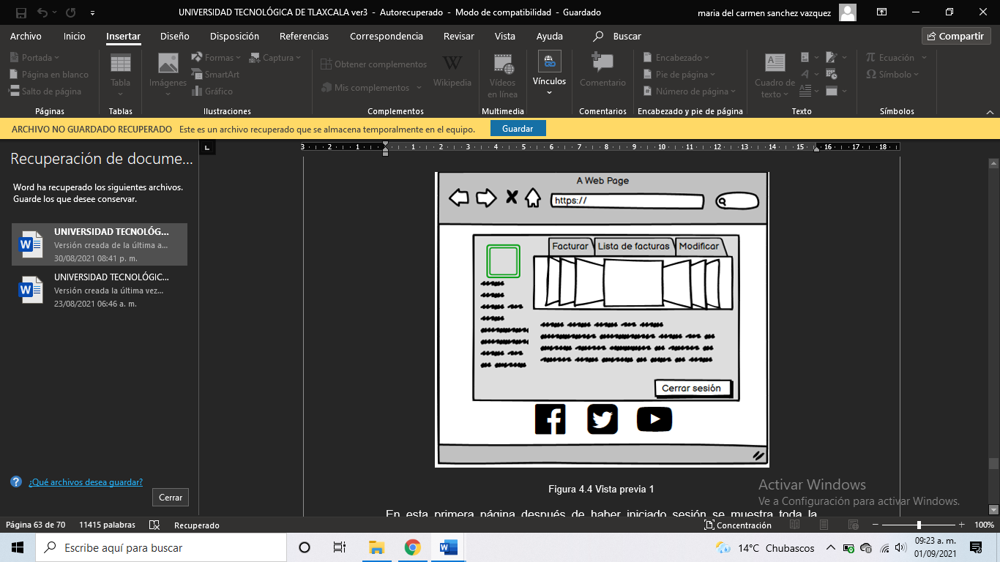 UNIVERSIDAD TECNOLÓGICA DE TLAXCALA ver3 - Autorecuperado - Modo de compatibilidad - Guardado
maria del carmen sanchez vazquez
Archivo Inicio Insertar Diseño Disposición Referencias Correspondencia Revisar Vista Ayuda Buscar Compartir
Portada
Página en blanco
Salto de página
Páginas
Tabla
Tablas
Imágenes
Formas
SmartArt
Gráfico
Captura
Ilustraciones
Obtener complementos
Mis complementos
W
Wikipedia
Complementos
Vídeos
en línea
Multimedia
Vínculos
Comentario
Comentarios
Encabezado
Pie de página
Número de página
Encabezado y pie de página
Cuadro de
texto
Texto
Ecuación
Símbolo
Símbolos
ARCHIVO NO GUARDADO RECUPERADO Este es un archivo recuperado que se almacena temporalmente en el equipo. Guardar
3 2 1 1 2 3 4 5 6 7 8 9 10 11 12 13 14 15 16 17 18
Recuperación de docume...
Word ha recuperado los siguientes archivos.
Guarde los que desee conservar.
UNIVERSIDAD TECNOLÓG...
Versión creada de la última a...
30/08/2021 08:41 p. m.
UNIVERSIDAD TECNOLÓGIC...
Versión creada la última vez...
23/08/2021 06:46 a. m.
¿Qué archivos desea guardar?
Cerrar
A Web Page
https://
Facturar Lista de facturas Modificar
Cerrar sesión
Figura 4.4 Vista previa 1
En esta primera página después de haber iniciado sesión se muestra toda la
Activar Windows
Ve a Configuración para activar Windows.
Página 63 de 70 11415 palabras Recuperado Concentración 100%
Escribe aquí para buscar
14°C Chubascos
09:23 a. m.
01/09/2021